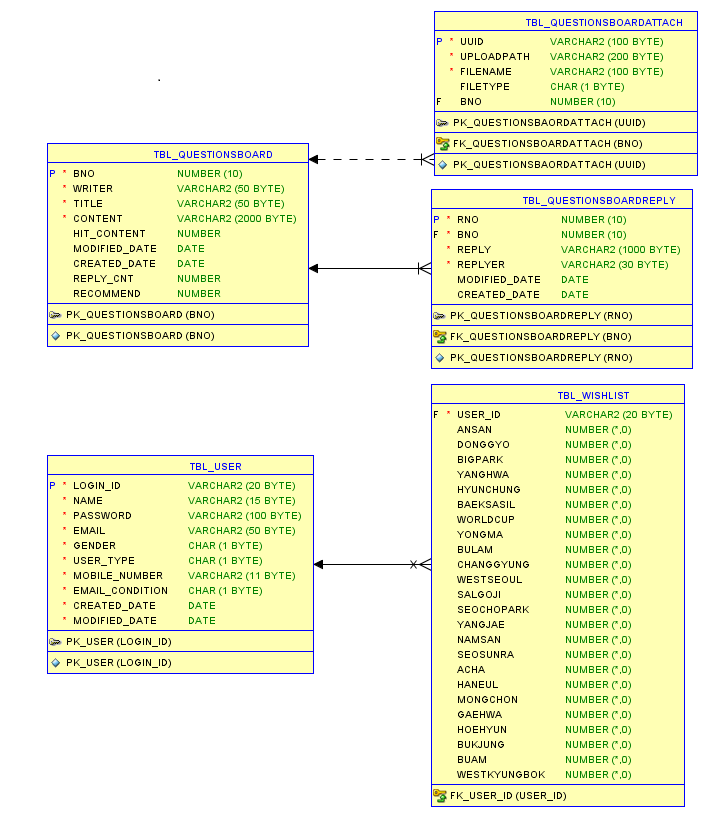 TBL_QUESTIONSBOARDATTACH
P * UUID VARCHAR2 (100 BYTE)
* UPLOADPATH VARCHAR2 (200 BYTE)
* FILENAME VARCHAR2 (100 BYTE)
FILETYPE CHAR (1 BYTE)
F BNO NUMBER (10)
PK_QUESTIONSBAORDATTACH (UUID)
FK_QUESTIONSBAORDATTACH (BNO)
PK_QUESTIONSBAORDATTACH (UUID)
TBL_QUESTIONSBOARD
P * BNO NUMBER (10)
* WRITER VARCHAR2 (50 BYTE)
* TITLE VARCHAR2 (50 BYTE)
* CONTENT VARCHAR2 (2000 BYTE)
HIT_CONTENT NUMBER
MODIFIED_DATE DATE
CREATED_DATE DATE
REPLY_CNT NUMBER
RECOMMEND NUMBER
PK_QUESTIONSBOARD (BNO)
PK_QUESTIONSBOARD (BNO)
TBL_QUESTIONSBOARDREPLY
P * RNO NUMBER (10)
F * BNO NUMBER (10)
* REPLY VARCHAR2 (1000 BYTE)
* REPLYER VARCHAR2 (30 BYTE)
MODIFIED_DATE DATE
CREATED_DATE DATE
PK_QUESTIONSBOARDREPLY (RNO)
FK_QUESTIONSBOARDREPLY (BNO)
PK_QUESTIONSBOARDREPLY (RNO)
TBL_USER
P * LOGIN_ID VARCHAR2 (20 BYTE)
* NAME VARCHAR2 (15 BYTE)
* PASSWORD VARCHAR2 (100 BYTE)
* EMAIL VARCHAR2 (50 BYTE)
* GENDER CHAR (1 BYTE)
* USER_TYPE CHAR (1 BYTE)
* MOBILE_NUMBER VARCHAR2 (11 BYTE)
* EMAIL_CONDITION CHAR (1 BYTE)
* CREATED_DATE DATE
* MODIFIED_DATE DATE
PK_USER (LOGIN_ID)
PK_USER (LOGIN_ID)
TBL_WISHLIST
F * USER_ID VARCHAR2 (20 BYTE)
ANSAN NUMBER (*,0)
DONGGYO NUMBER (*,0)
BIGPARK NUMBER (*,0)
YANGHWA NUMBER (*,0)
HYUNCHUNG NUMBER (*,0)
BAEKSASIL NUMBER (*,0)
WORLDCUP NUMBER (*,0)
YONGMA NUMBER (*,0)
BULAM NUMBER (*,0)
CHANGGYUNG NUMBER (*,0)
WESTSEOUL NUMBER (*,0)
SALGOJI NUMBER (*,0)
SEOCHOPARK NUMBER (*,0)
YANGJAE NUMBER (*,0)
NAMSAN NUMBER (*,0)
SEOSUNRA NUMBER (*,0)
ACHA NUMBER (*,0)
HANEUL NUMBER (*,0)
MONGCHON NUMBER (*,0)
GAEHWA NUMBER (*,0)
HOEHYUN NUMBER (*,0)
BUKJUNG NUMBER (*,0)
BUAM NUMBER (*,0)
WESTKYUNGBOK NUMBER (*,0)
FK_USER_ID (USER_ID)